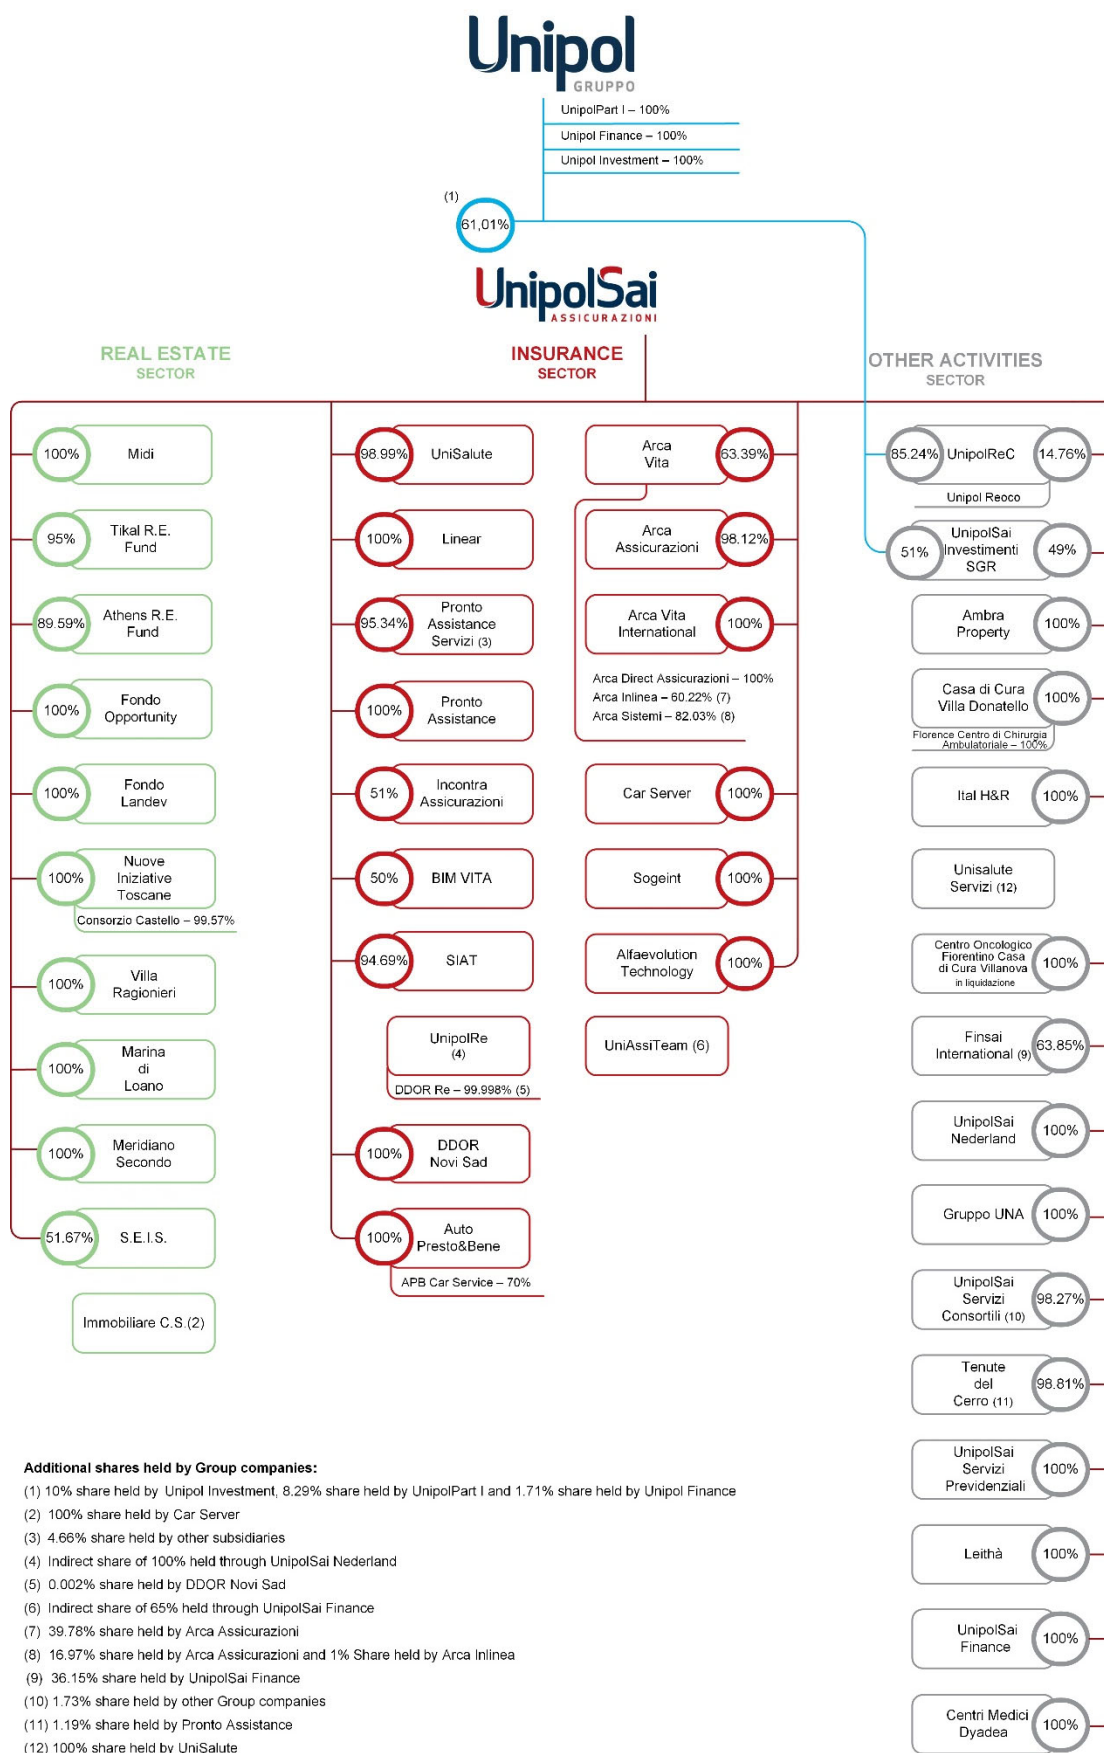 Unipol
GRUPPO
UnipolPart I – 100%
Unipol Finance – 100%
Unipol Investment – 100%
(1)
61,01%
UnipolSai
ASSICURAZIONI
REAL ESTATE
SECTOR
100%
Midi
95%
Tikal R.E.
Fund
89.59%
Athens R.E.
Fund
100%
Fondo
Opportunity
100%
Fondo
Landev
100%
Nuove
Iniziative
Toscane
Consorzio Castello – 99.57%
100%
Villa
Ragionieri
100%
Marina
di
Loano
100%
Meridiano
Secondo
51.67%
S.E.I.S.
Immobiliare C.S.(2)
INSURANCE
SECTOR
98.99%
UniSalute
100%
Linear
95.34%
Pronto
Assistance
Servizi (3)
100%
Pronto
Assistance
51%
Incontra
Assicurazioni
50%
BIM VITA
94.69%
SIAT
UnipolRe
(4)
DDOR Re – 99.998% (5)
100%
DDOR
Novi Sad
100%
Auto
Presto&Bene
APB Car Service – 70%
Arca
Vita
63.39%
Arca
Assicurazioni
98.12%
Arca Vita
International
100%
Arca Direct Assicurazioni – 100%
Arca Inlinea – 60.22% (7)
Arca Sistemi – 82.03% (8)
Car Server
100%
Sogeint
100%
Alfaevolution
Technology
100%
UniAssiTeam (6)
OTHER ACTIVITIES
SECTOR
85.24%
UnipolReC
14.76%
Unipol Reoco
51%
UnipolSai
Investimenti
SGR
49%
Ambra
Property
100%
Casa di Cura
Villa Donatello
100%
Florence Centro di Chirurgia
Ambulatoriale – 100%
Ital H&R
100%
Unisalute
Servizi (12)
Centro Oncologico
Fiorentino Casa
di Cura Villanova
in liquidazione
100%
Finsai
International (9)
63.85%
UnipolSai
Nederland
100%
Gruppo UNA
100%
UnipolSai
Servizi
Consortili (10)
98.27%
Tenute
del
Cerro (11)
98.81%
UnipolSai
Servizi
Previdenziali
100%
Leithà
100%
UnipolSai
Finance
100%
Centri Medici
Dyadea
100%
Additional shares held by Group companies:
(1) 10% share held by Unipol Investment, 8.29% share held by UnipolPart I and 1.71% share held by Unipol Finance
(2) 100% share held by Car Server
(3) 4.66% share held by other subsidiaries
(4) Indirect share of 100% held through UnipolSai Nederland
(5) 0.002% share held by DDOR Novi Sad
(6) Indirect share of 65% held through UnipolSai Finance
(7) 39.78% share held by Arca Assicurazioni
(8) 16.97% share held by Arca Assicurazioni and 1% Share held by Arca Inlinea
(9) 36.15% share held by UnipolSai Finance
(10) 1.73% share held by other Group companies
(11) 1.19% share held by Pronto Assistance
(12) 100% share held by UniSalute